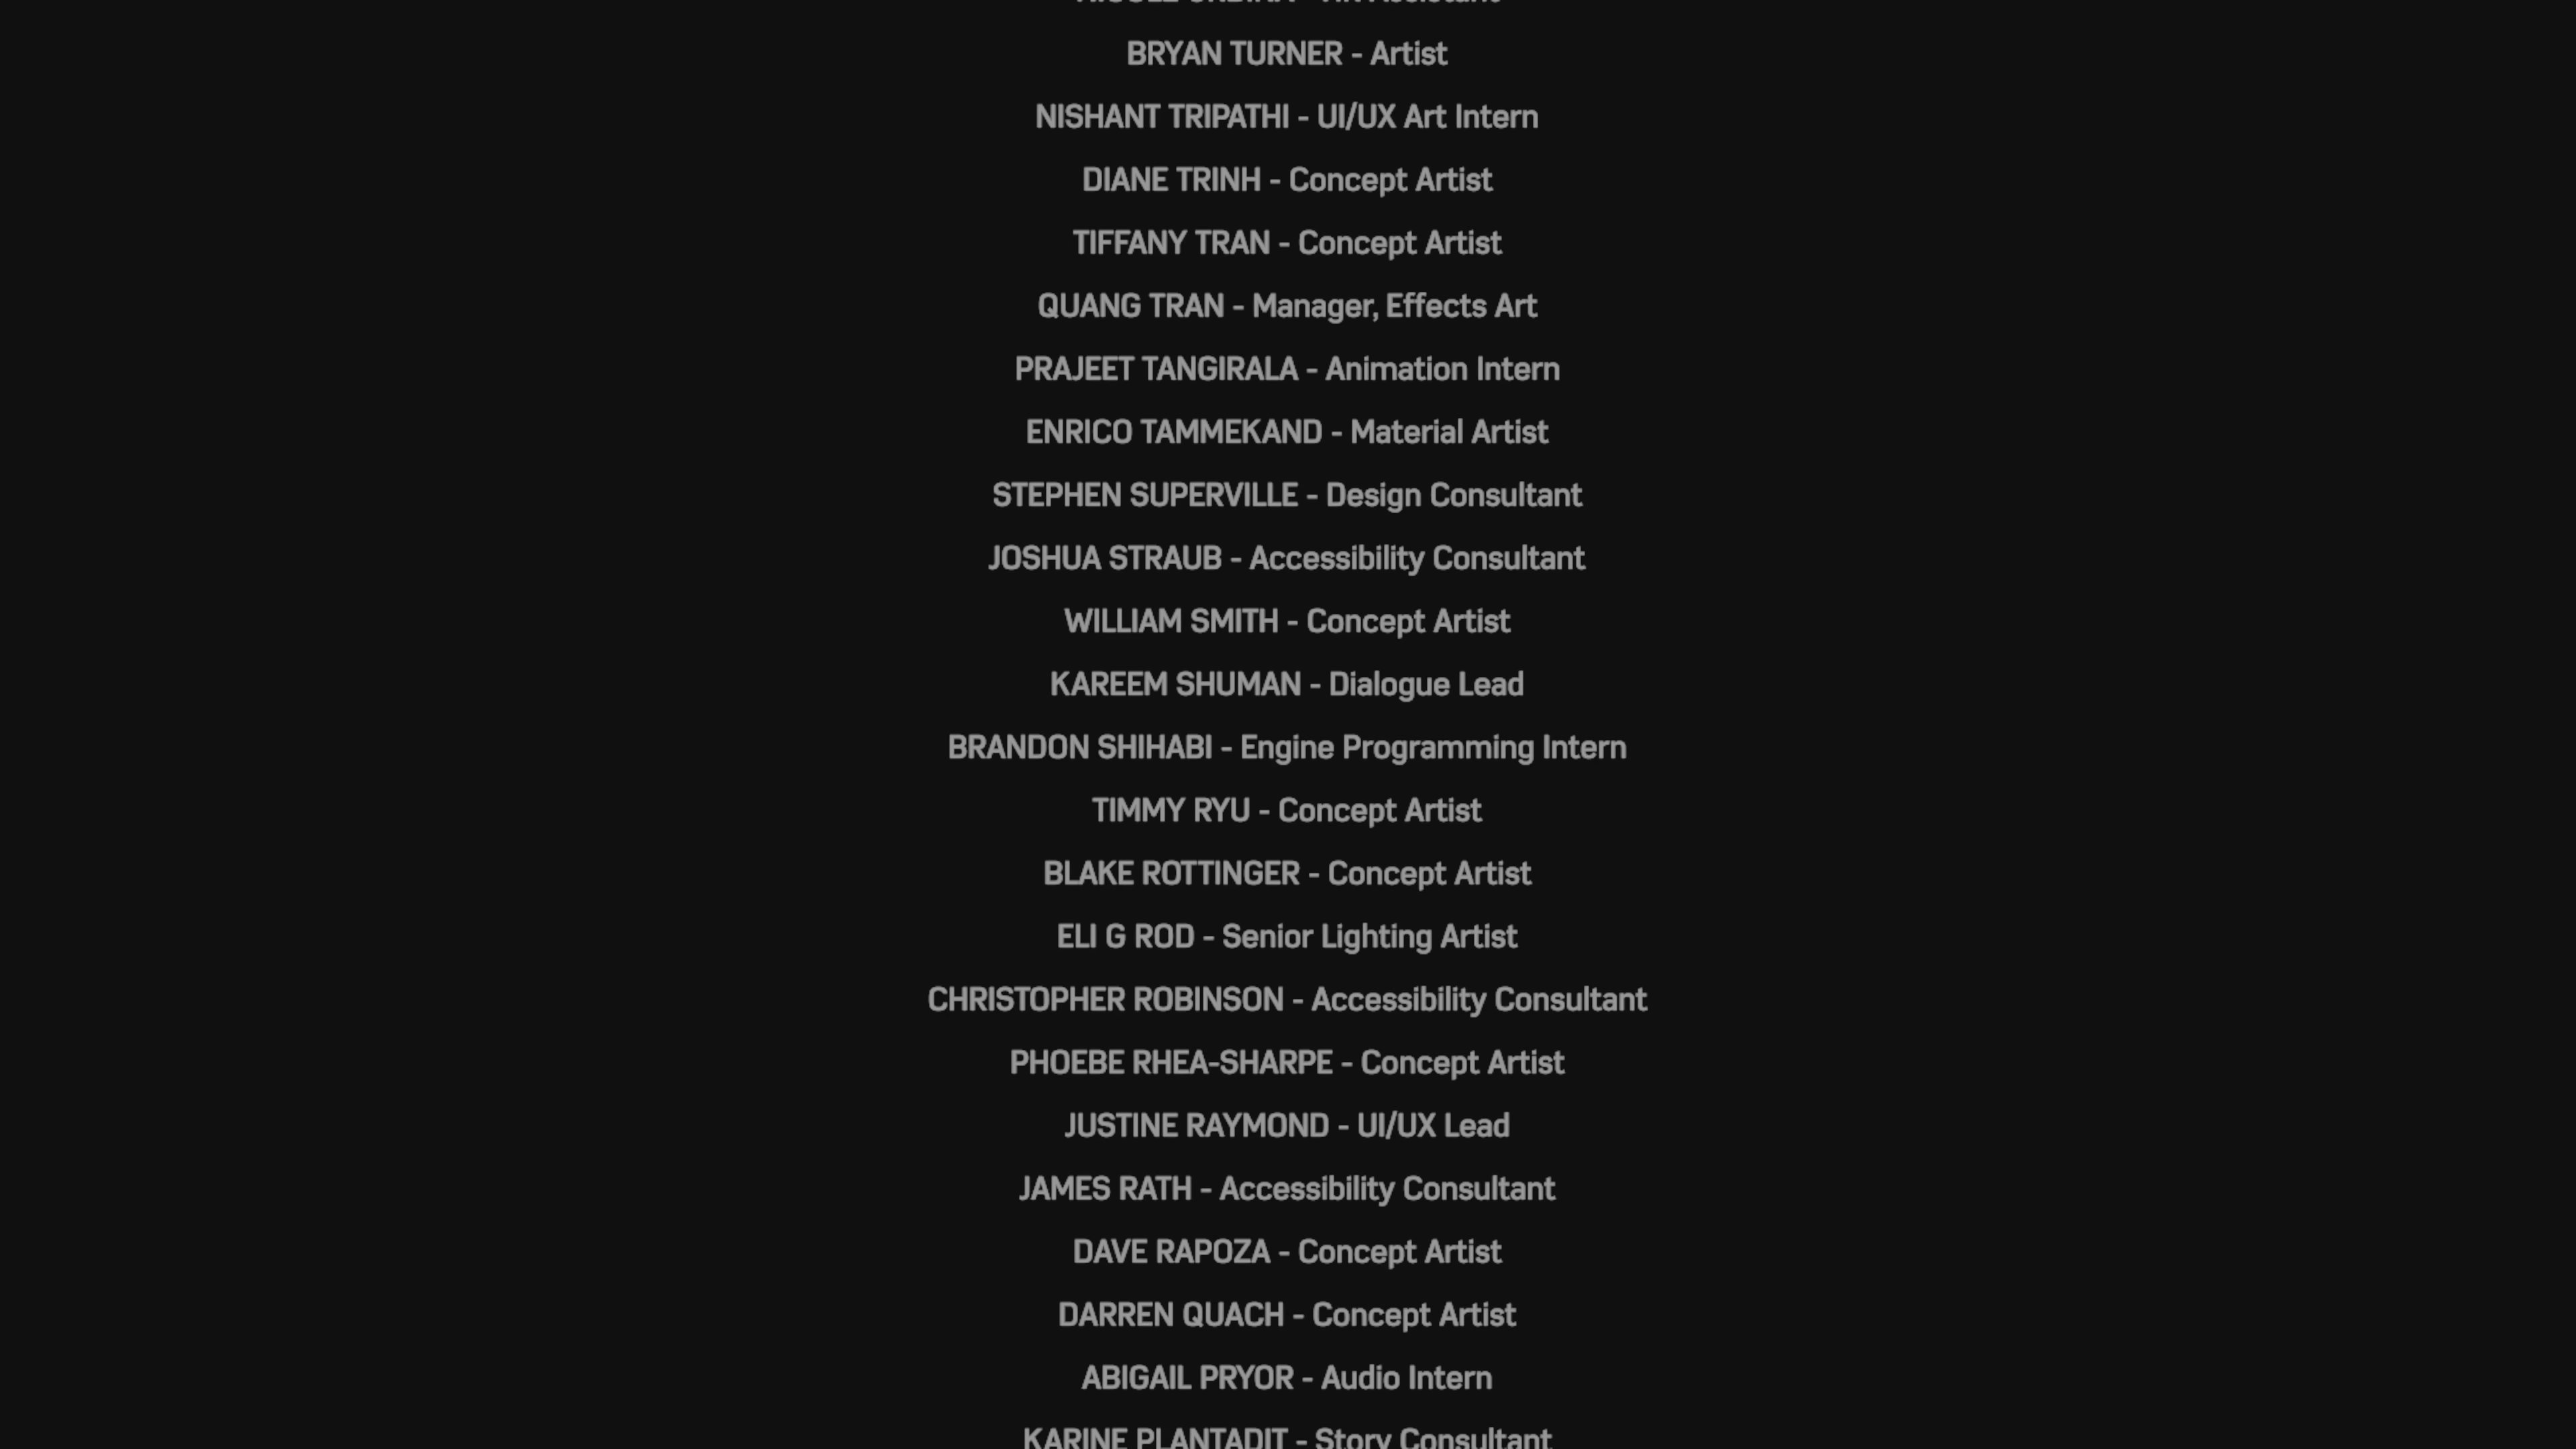 BRYAN TURNER - Artist
NISHANT TRIPATHI - UI/UX Art Intern
DIANE TRINH - Concept Artist
TIFFANY TRAN - Concept Artist
QUANG TRAN - Manager, Effects Art
PRAJEET TANGIRALA - Animation Intern
ENRICO TAMMEKAND - Material Artist
STEPHEN SUPERVILLE - Design Consultant
JOSHUA STRAUB - Accessibility Consultant
WILLIAM SMITH - Concept Artist
KAREEM SHUMAN - Dialogue Lead
BRANDON SHIHABI - Engine Programming Intern
TIMMY RYU - Concept Artist
BLAKE ROTTINGER - Concept Artist
ELI G ROD - Senior Lighting Artist
CHRISTOPHER ROBINSON - Accessibility Consultant
PHOEBE RHEA-SHARPE - Concept Artist
JUSTINE RAYMOND - UI/UX Lead
JAMES RATH - Accessibility Consultant
DAVE RAPOZA - Concept Artist
DARREN QUACH - Concept Artist
ABIGAIL PRYOR - Audio Intern
KARINE PLANTADIT - Story Consultant